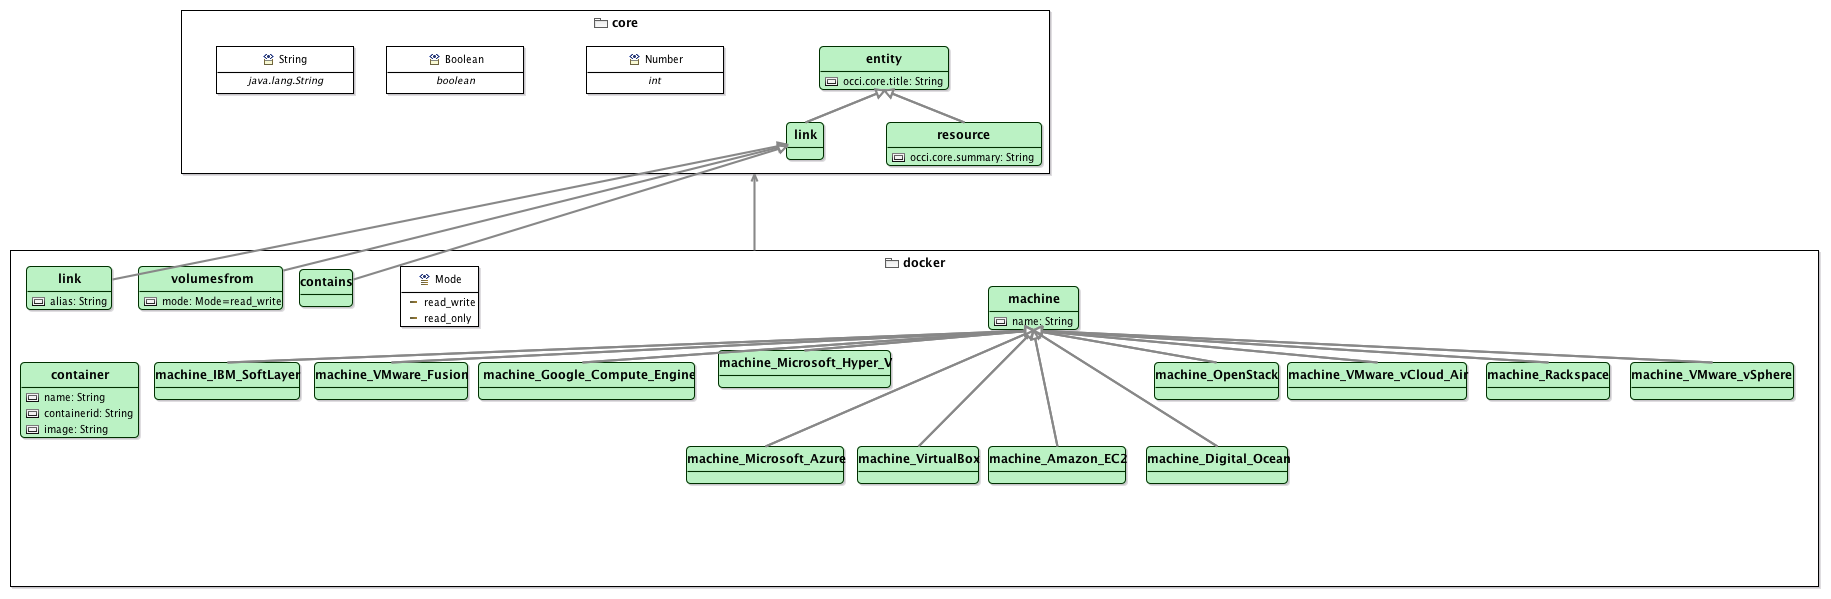 core
String
java.lang.String
Boolean
boolean
Number
int
entity
occi.core.title: String
link
resource
occi.core.summary: String
docker
link
alias: String
volumesfrom
mode: Mode=read_write
contains
Mode
read_write
read_only
machine
name: String
container
name: String
containerid: String
image: String
machine_IBM_SoftLayer
machine_VMware_Fusion
machine_Google_Compute_Engine
machine_Microsoft_Hyper_V
machine_OpenStack
machine_VMware_vCloud_Air
machine_Rackspace
machine_VMware_vSphere
machine_Microsoft_Azure
machine_VirtualBox
machine_Amazon_EC2
machine_Digital_Ocean